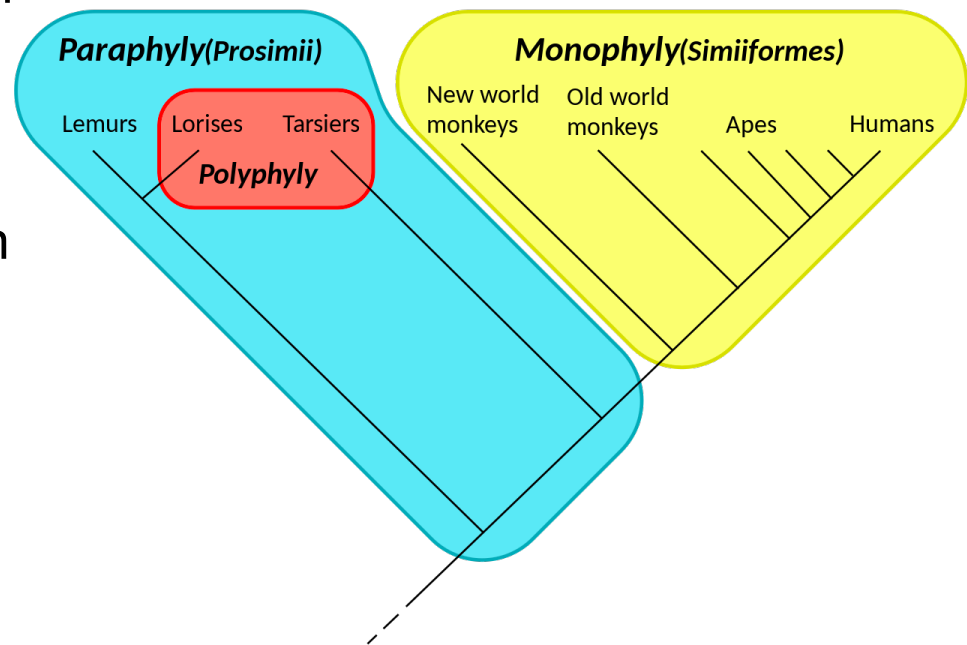 Paraphyly(Prosimii)
Monophyly(Simiiformes)
New world
monkeys
Old world
monkeys
Lemurs
Lorises
Tarsiers
Apes
Humans
Polyphyly